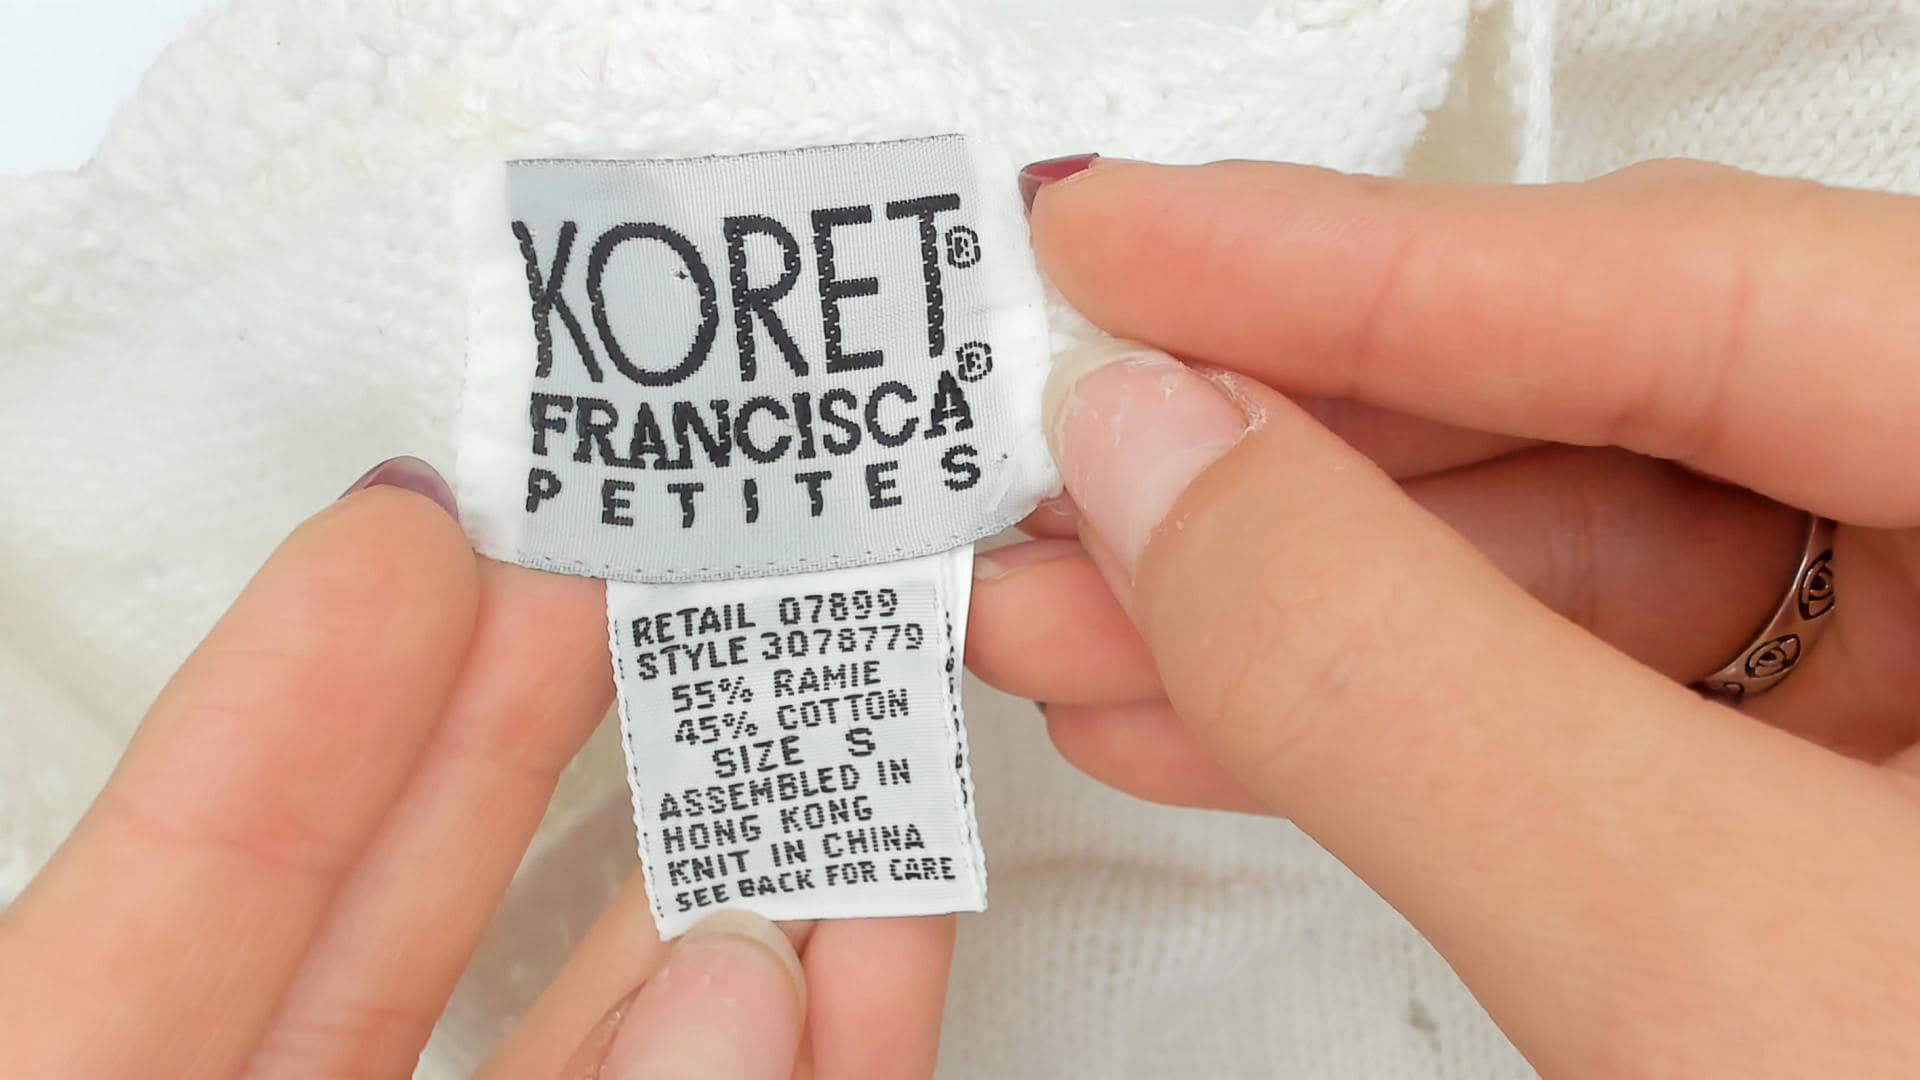 KORET®
FRANCISCA®
PETITES
RETAIL 07899
STYLE 3078779
55% RAMIE
45% COTTON
SIZE S
ASSEMBLED IN
HONG KONG
KNIT IN CHINA
SEE BACK FOR CARE